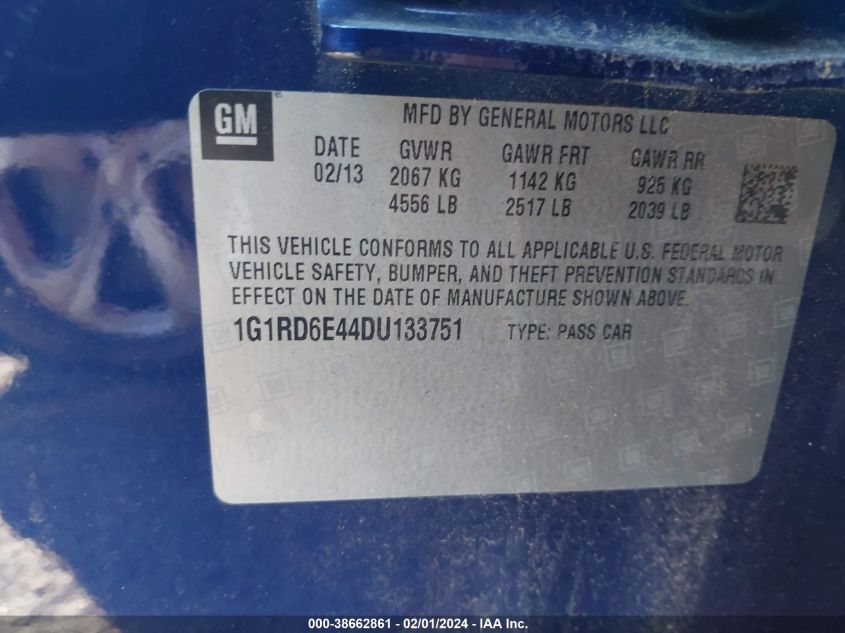 GM
MFD BY GENERAL MOTORS LLC
DATE GVWR GAWR FRT GAWR RR
02/13 2067 KG 1142 KG 925 KG
4556 LB 2517 LB 2039 LB
THIS VEHICLE CONFORMS TO ALL APPLICABLE U.S. FEDERAL MOTOR
VEHICLE SAFETY, BUMPER, AND THEFT PREVENTION STANDARDS IN
EFFECT ON THE DATE OF MANUFACTURE SHOWN ABOVE.
1G1RD6E44DU133751 TYPE: PASS CAR
000-38662861 - 02/01/2024 - IAA Inc.